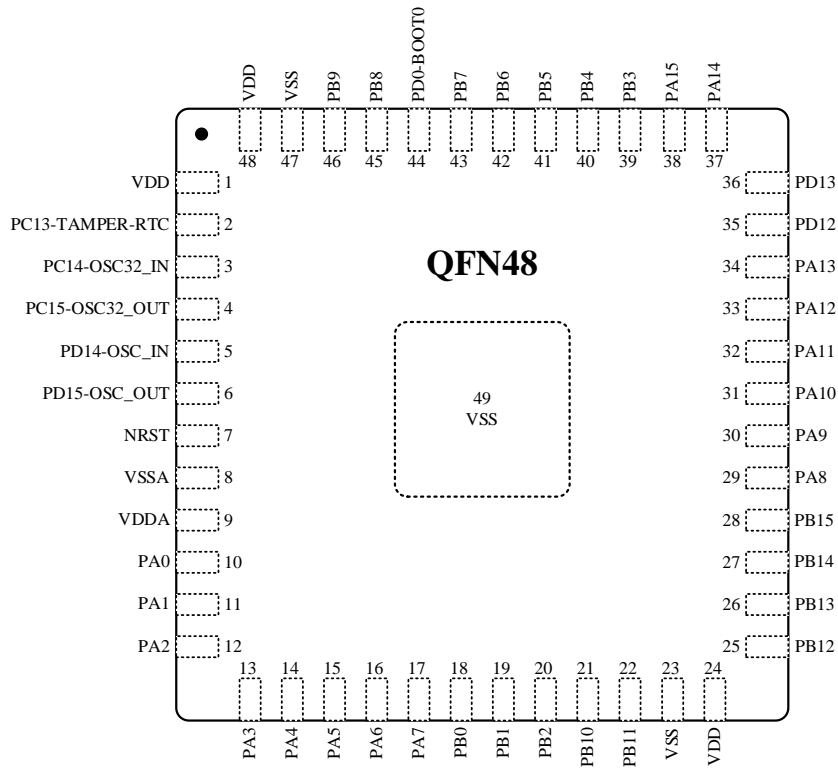 VDD
VSS
PB9
PB8
PD0-BOOT0
PB7
PB6
PB5
PB4
PB3
PA15
PA14
48
47
46
45
44
43
42
41
40
39
38
37
VDD 1
PC13-TAMPER-RTC 2
PC14-OSC32_IN 3
PC15-OSC32_OUT 4
PD14-OSC_IN 5
PD15-OSC_OUT 6
NRST 7
VSSA 8
VDDA 9
PA0 10
PA1 11
PA2 12
QFN48
49
VSS
36 PD13
35 PD12
34 PA13
33 PA12
32 PA11
31 PA10
30 PA9
29 PA8
28 PB15
27 PB14
26 PB13
25 PB12
13
14
15
16
17
18
19
20
21
22
23
24
PA3
PA4
PA5
PA6
PA7
PB0
PB1
PB2
PB10
PB11
VSS
VDD